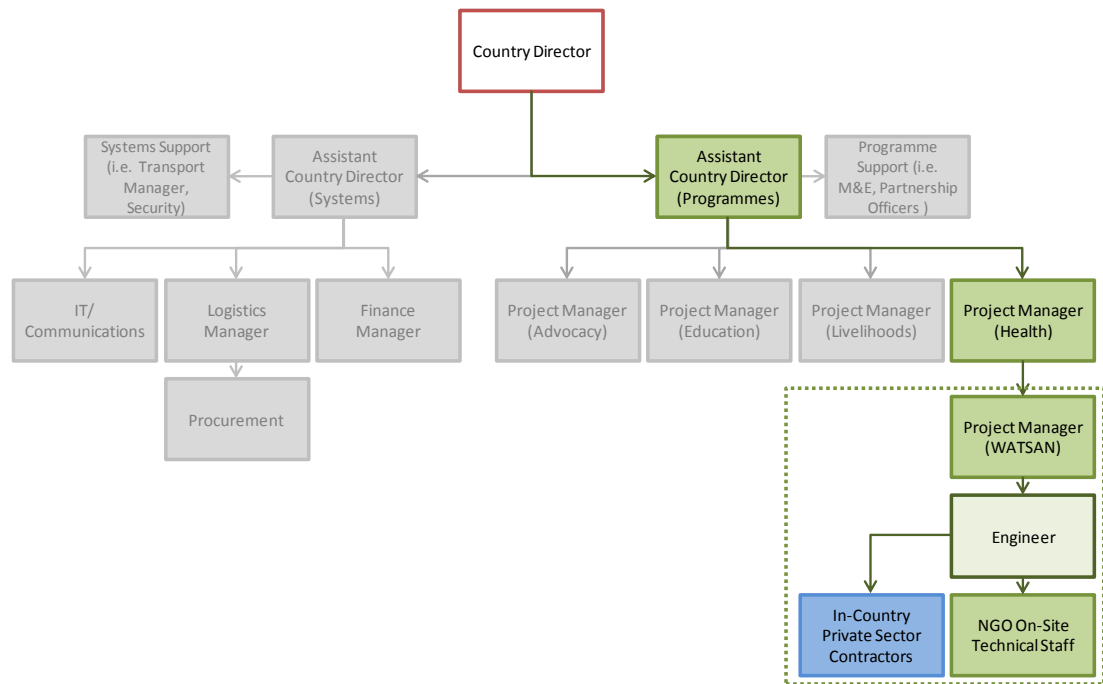 Country Director
Systems Support
(i.e. Transport
Manager,
Security)
Assistant
Country Director
(Systems)
Assistant
Country Director
(Programmes)
Programme
Support (i.e.
M&E, Partnership
Officers )
IT/
Communications
Logistics
Manager
Finance
Manager
Project Manager
(Advocacy)
Project Manager
(Education)
Project Manager
(Livelihoods)
Project Manager
(Health)
Procurement
Project Manager
(WATSAN)
Engineer
In-Country
Private Sector
Contractors
NGO On-Site
Technical Staff